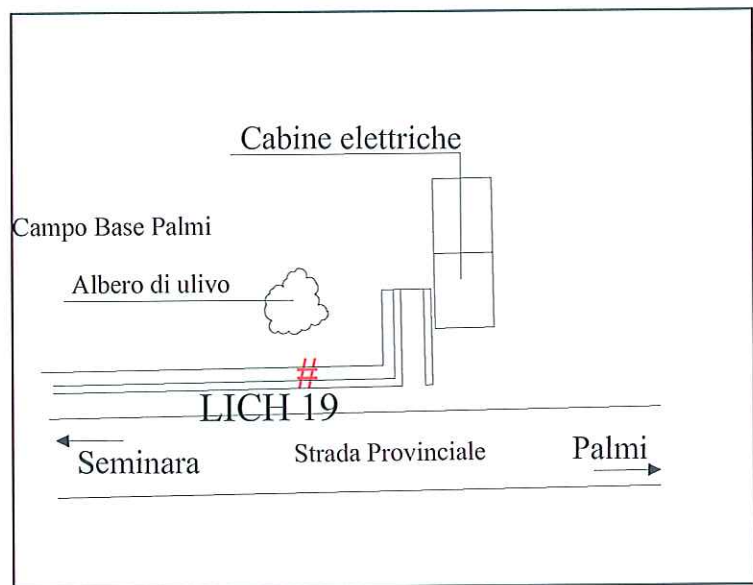 Cabine elettriche
Campo Base Palmi
Albero di ulivo
#
LICH 19
Seminara
Strada Provinciale
Palmi